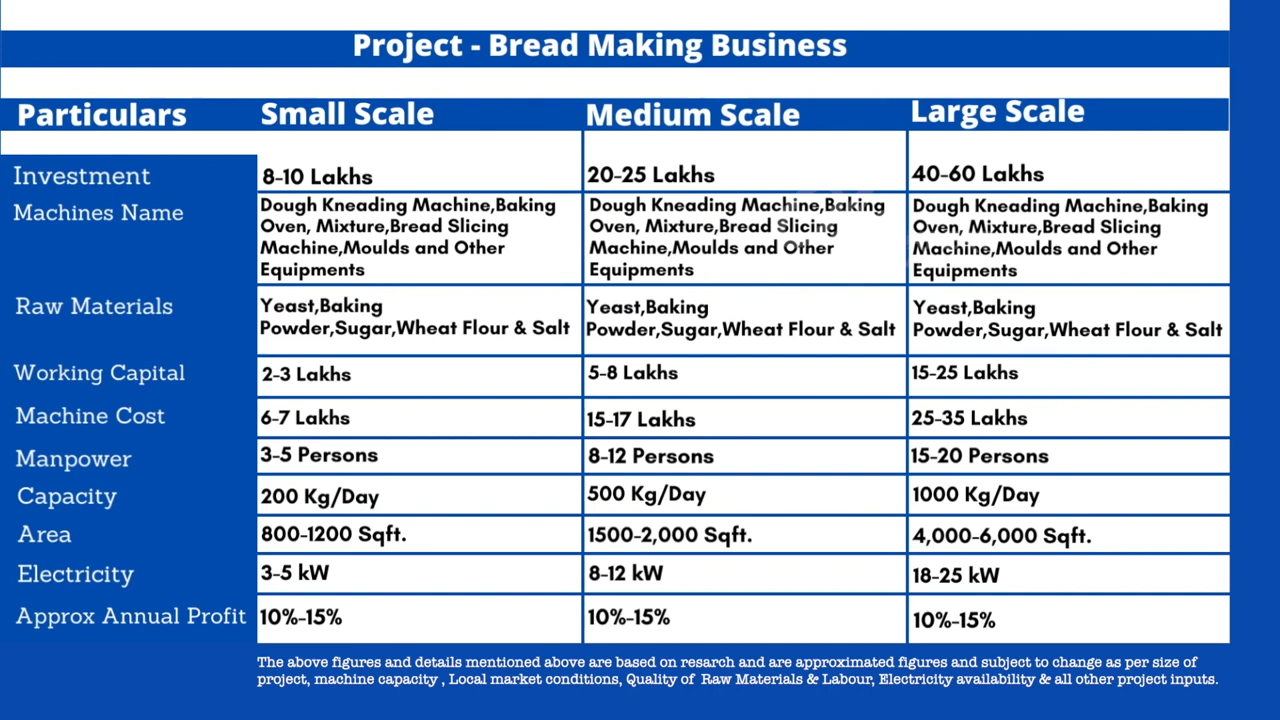 Project - Bread Making Business
Particulars Small Scale Medium Scale Large Scale
Investment 8-10 Lakhs 20-25 Lakhs 40-60 Lakhs
Machines Name
Dough Kneading Machine,Baking
Oven, Mixture,Bread Slicing
Machine,Moulds and Other
Equipments
Dough Kneading Machine,Baking
Oven, Mixture,Bread Slicing
Machine,Moulds and Other
Equipments
Dough Kneading Machine,Baking
Oven, Mixture,Bread Slicing
Machine,Moulds and Other
Equipments
Raw Materials
Yeast,Baking
Powder,Sugar,Wheat Flour & Salt
Yeast,Baking
Powder,Sugar,Wheat Flour & Salt
Yeast,Baking
Powder,Sugar,Wheat Flour & Salt
Working Capital 2-3 Lakhs 5-8 Lakhs 15-25 Lakhs
Machine Cost 6-7 Lakhs 15-17 Lakhs 25-35 Lakhs
Manpower 3-5 Persons 8-12 Persons 15-20 Persons
Capacity 200 Kg/Day 500 Kg/Day 1000 Kg/Day
Area 800-1200 Sqft. 1500-2,000 Sqft. 4,000-6,000 Sqft.
Electricity 3-5 kW 8-12 kW 18-25 kW
Approx Annual Profit 10%-15% 10%-15% 10%-15%
The above figures and details mentioned above are based on resarch and are approximated figures and subject to change as per size of
project, machine capacity , Local market conditions, Quality of Raw Materials & Labour, Electricity availability & all other project inputs.